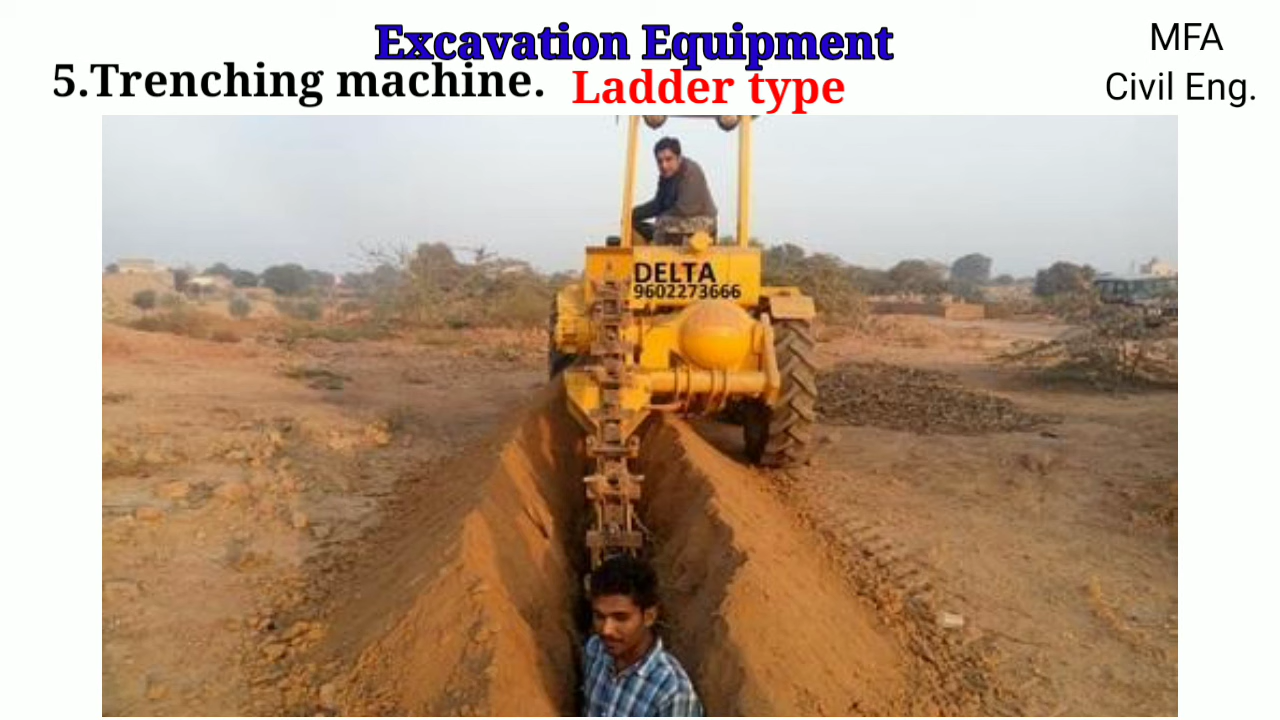 Excavation Equipment
MFA
5.Trenching machine. Ladder type
Civil Eng.
DELTA
9602273666